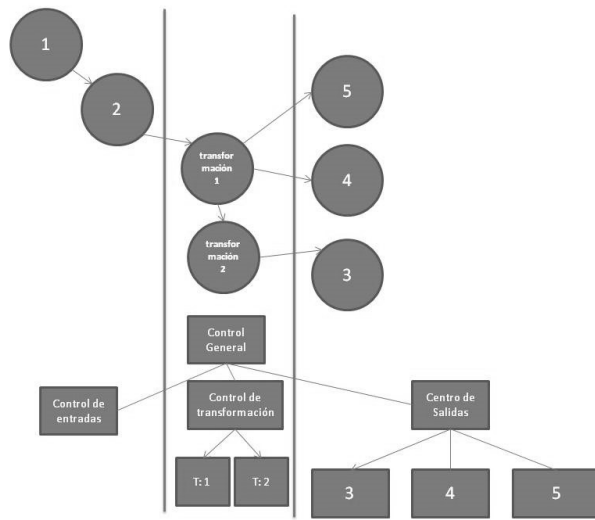 1
2
5
transfor
mación
1
4
transfor
mación
2
3
Control
General
Control de
entradas
Control de
transformación
Centro de
Salidas
T: 1
T: 2
3
4
5